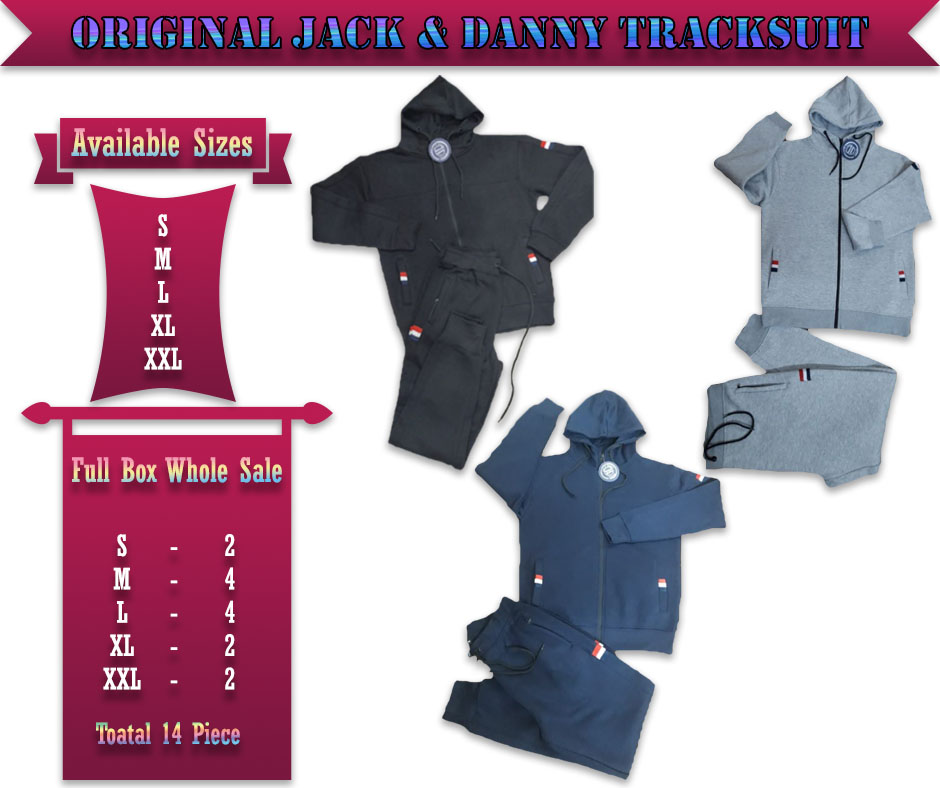 ORIGINAL JACK & DANNY TRACKSUIT
Available Sizes
S
M
L
XL
XXL
Full Box Whole Sale
S - 2
M - 4
L - 4
XL - 2
XXL - 2
Toatal 14 Piece